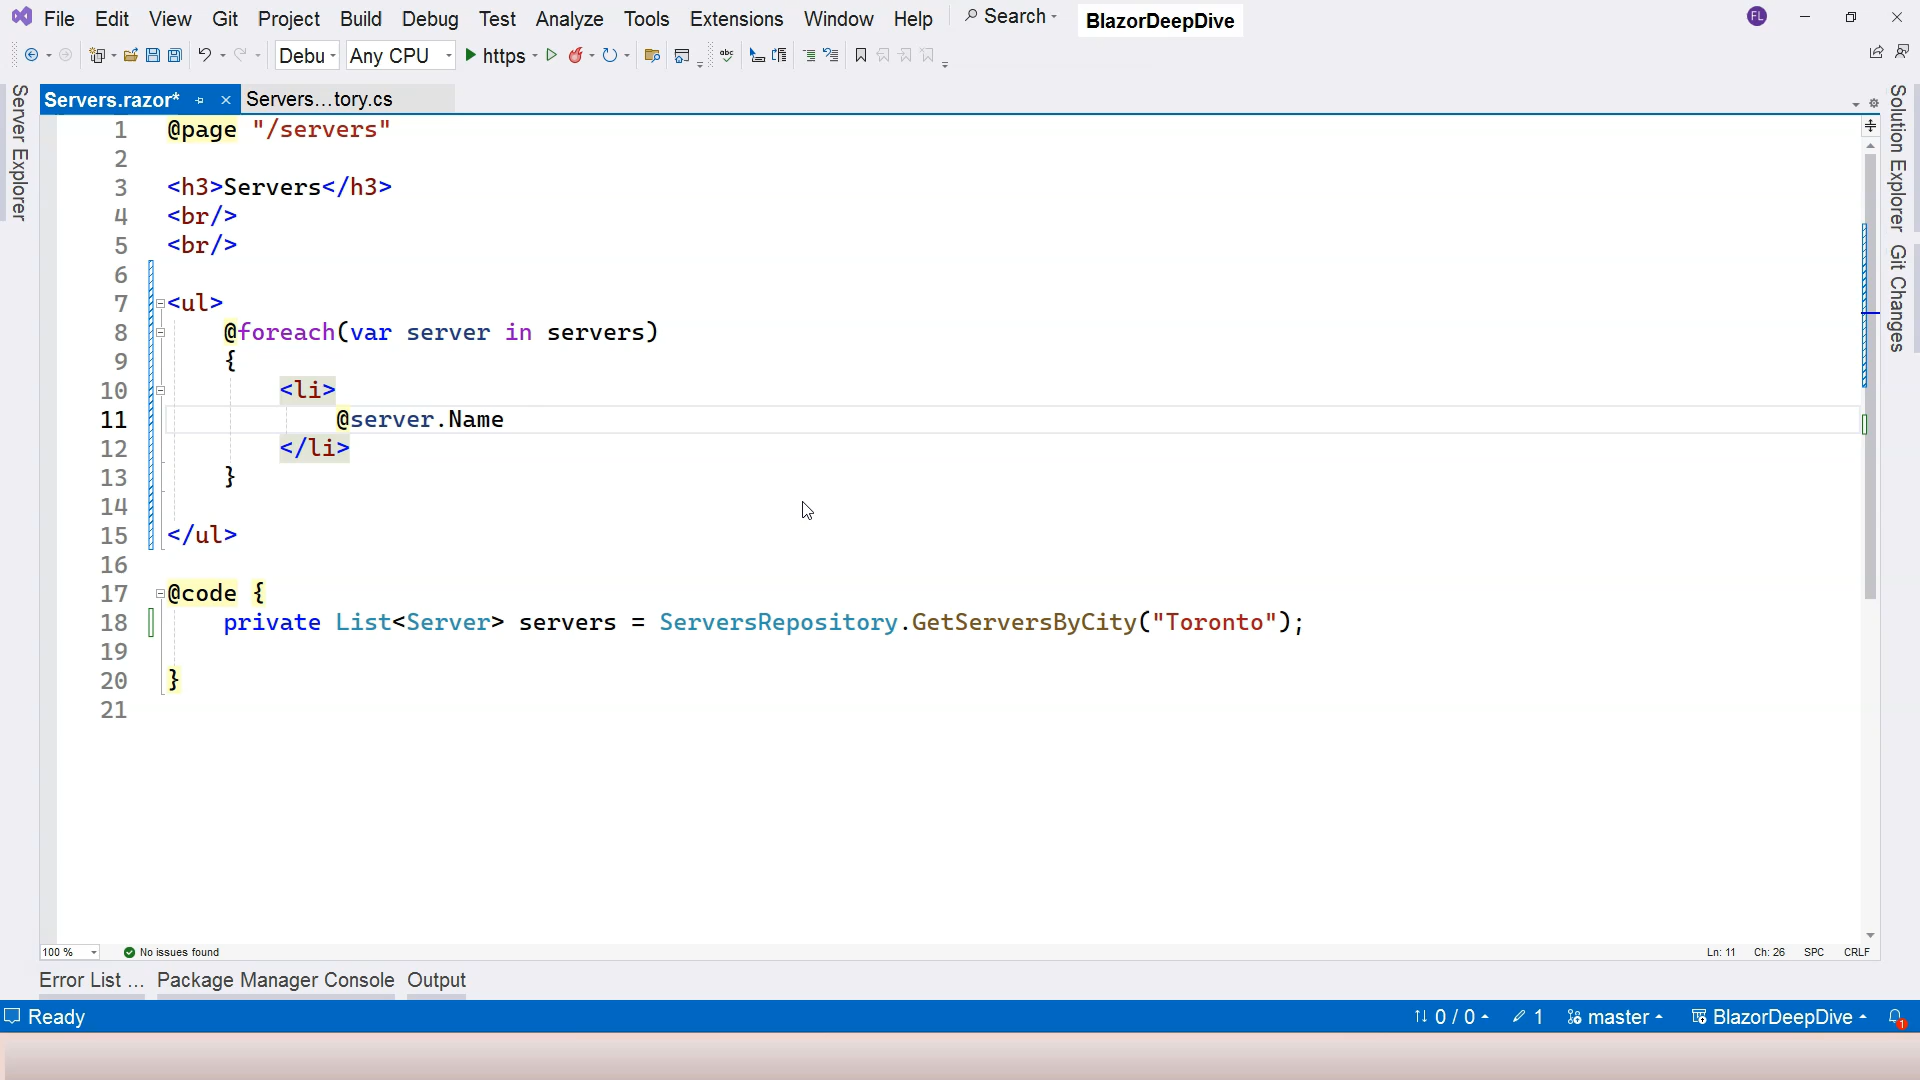 File Edit View Git Project Build Debug Test Analyze Tools Extensions Window Help Search BlazorDeepDive FL
Debu Any CPU https abc
Servers.razor* Servers...tory.cs
Server Explorer
Solution Explorer
Git Changes
1 @page "/servers"
2
3 <h3>Servers</h3>
4 <br/>
5 <br/>
6
7 <ul>
8 @foreach(var server in servers)
9 {
10 <li>
11 @server.Name
12 </li>
13 }
14
15 </ul>
16
17 @code {
18 private List<Server> servers = ServersRepository.GetServersByCity("Toronto");
19
20 }
21
100 % No issues found Ln: 11 Ch: 26 SPC CRLF
Error List ... Package Manager Console Output
Ready 0 / 0 1 master BlazorDeepDive 1